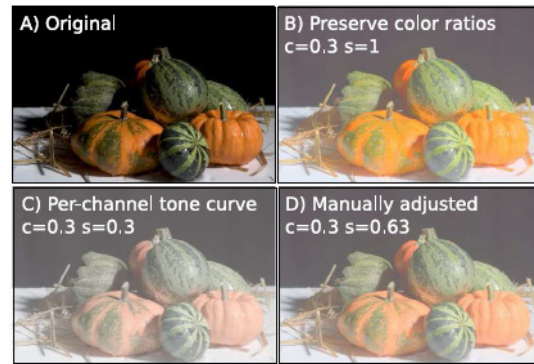 A) Original
B) Preserve color ratios
c=0.3 s=1
C) Per-channel tone curve
c=0.3 s=0.3
D) Manually adjusted
c=0.3 s=0.63